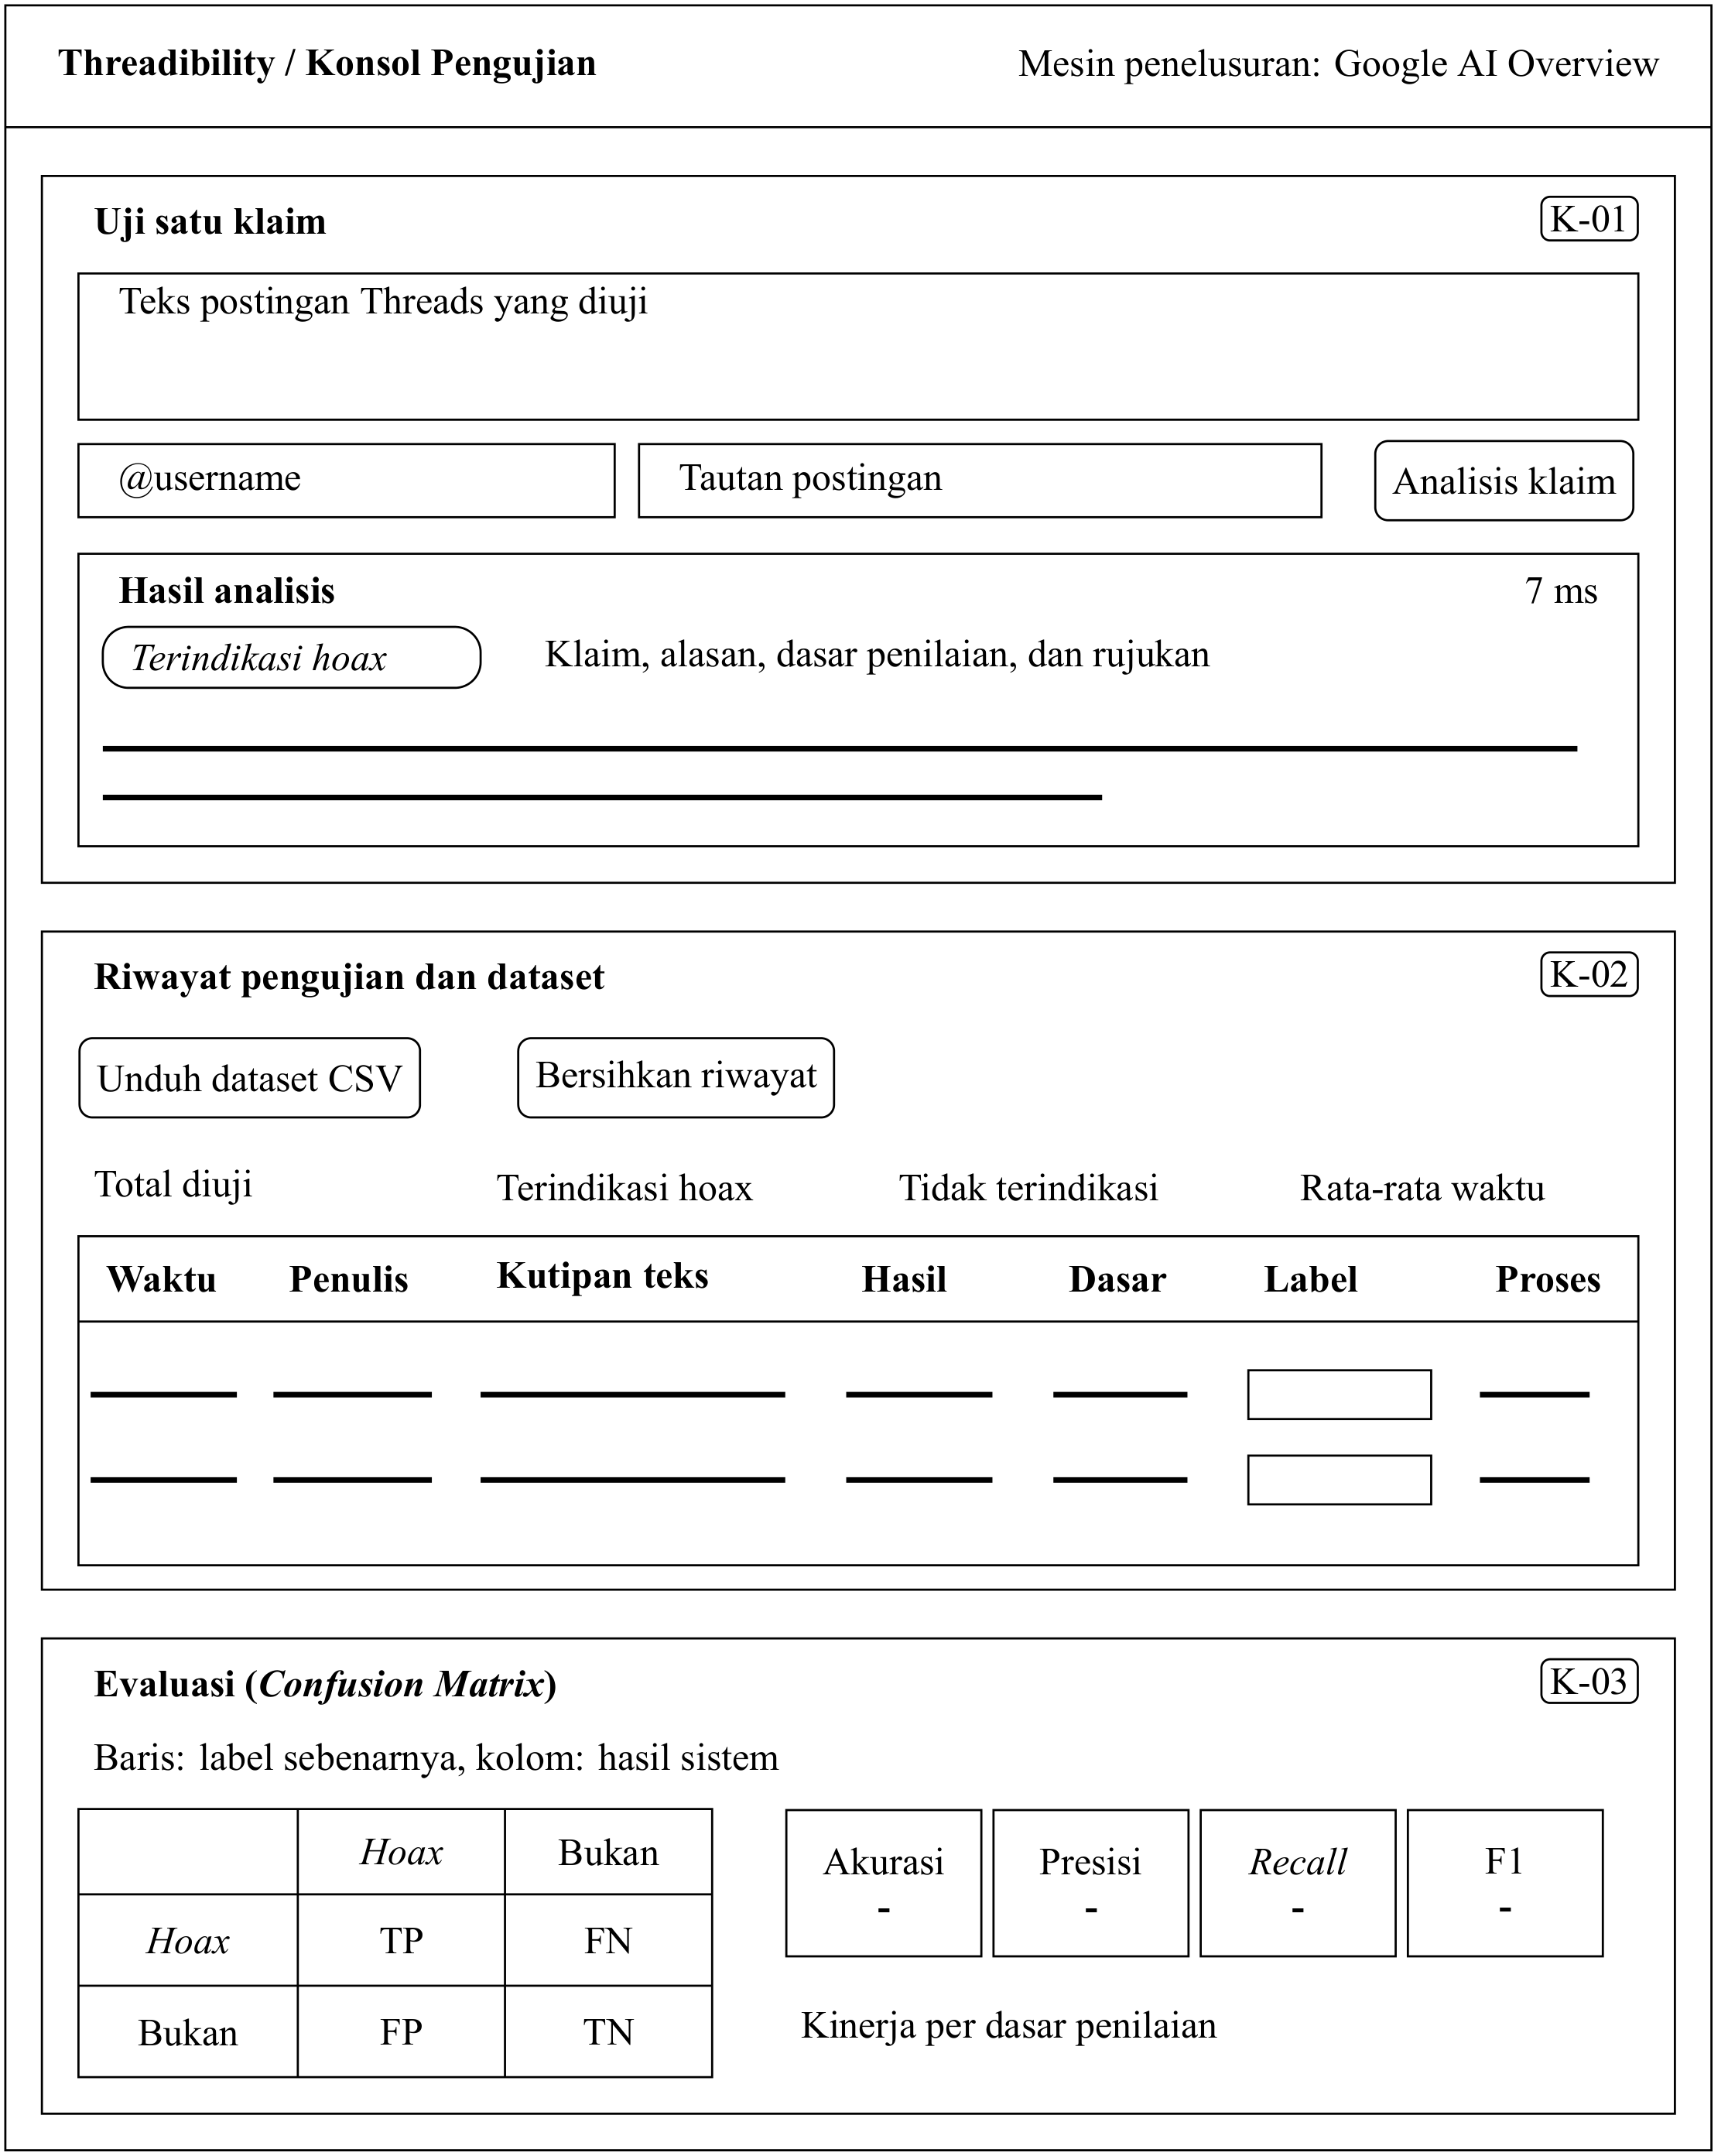 Threadibility / Konsol Pengujian
Mesin penelusuran: Google AI Overview
Uji satu klaim
K-01
Teks postingan Threads yang diuji
@username
Tautan postingan
Analisis klaim
Hasil analisis
7 ms
Terindikasi hoax
Klaim, alasan, dasar penilaian, dan rujukan
Riwayat pengujian dan dataset
K-02
Unduh dataset CSV
Bersihkan riwayat
Total diuji
Terindikasi hoax
Tidak terindikasi
Rata-rata waktu
Waktu Penulis Kutipan teks Hasil Dasar Label Proses
Evaluasi (Confusion Matrix)
K-03
Baris: label sebenarnya, kolom: hasil sistem
Hoax Bukan
Hoax TP FN
Bukan FP TN
Akurasi
-
Presisi
-
Recall
-
F1
-
Kinerja per dasar penilaian